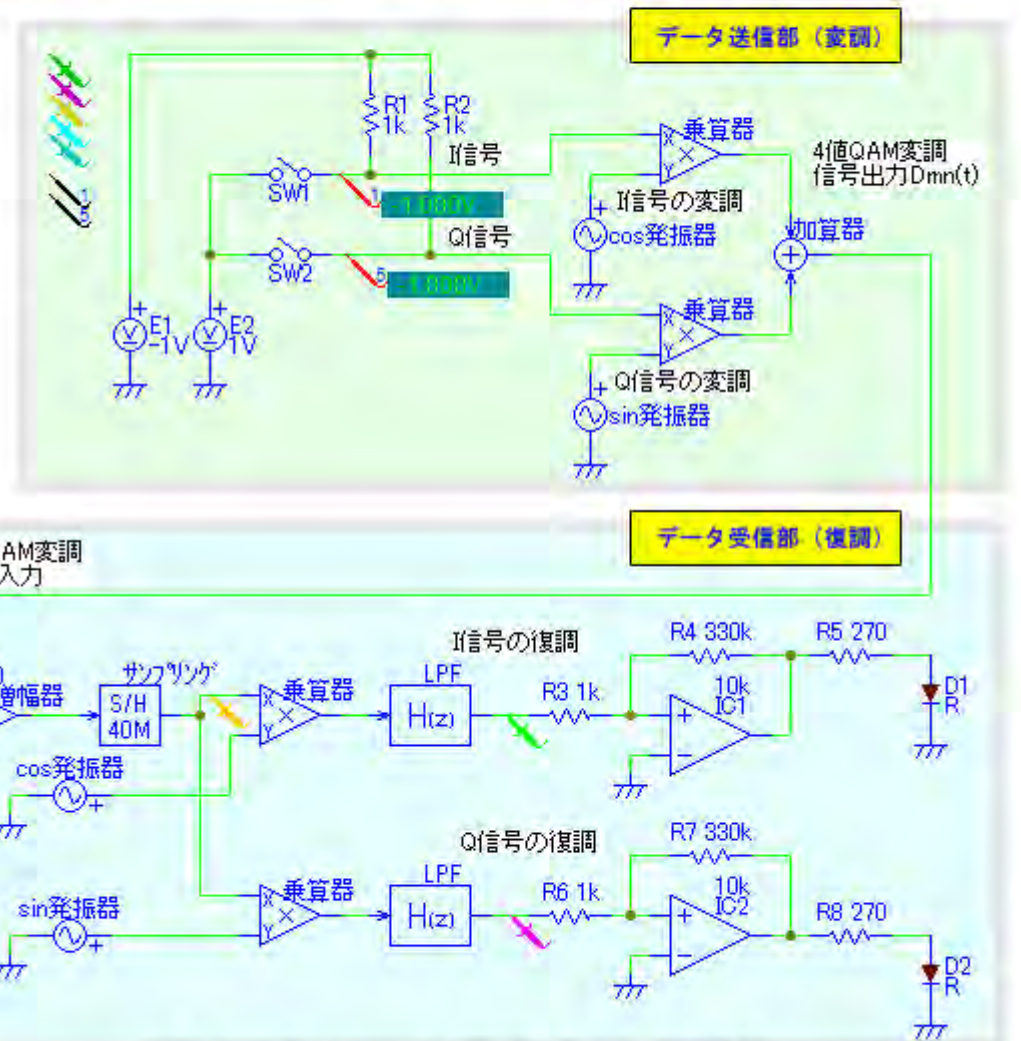 データ送信部（変調）
R1
1k
R2
1k
I信号
乗算器
X
Y
×
4値QAM変調
信号出力Dmn(t)
SW1
1
I信号の変調
cos発振器
Q信号
加算器
SW2
5
乗算器
X
Y
×
E1
-1V
E2
1V
Q信号の変調
sin発振器
1
5
データ受信部（復調）
AM変調
入力
I信号の復調
R4 330k
R5 270
サンプリング
増幅器
S/H
40M
乗算器
X
Y
×
LPF
H(z)
R3 1k
10k
IC1
D1
R
cos発振器
Q信号の復調
R7 330k
sin発振器
乗算器
X
Y
×
LPF
H(z)
R6 1k
10k
IC2
R8 270
D2
R